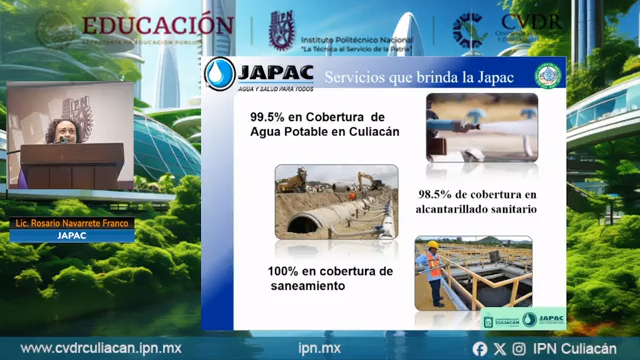 EDUCACIÓN
SECRETARÍA DE EDUCACIÓN PÚBLICA
Instituto Politécnico Nacional
"La Técnica al Servicio de la Patria"
CVDR
JAPAC
AGUA Y SALUD PARA TODOS
Servicios que brinda la Japac
99.5% en Cobertura de
Agua Potable en Culiacán
98.5% de cobertura en
alcantarillado sanitario
100% en cobertura de
saneamiento
Lic. Rosario Navarrete Franco
JAPAC
CULIACÁN
JAPAC
www.cvdrculiacan.ipn.mx
ipn.mx
IPN Culiacán